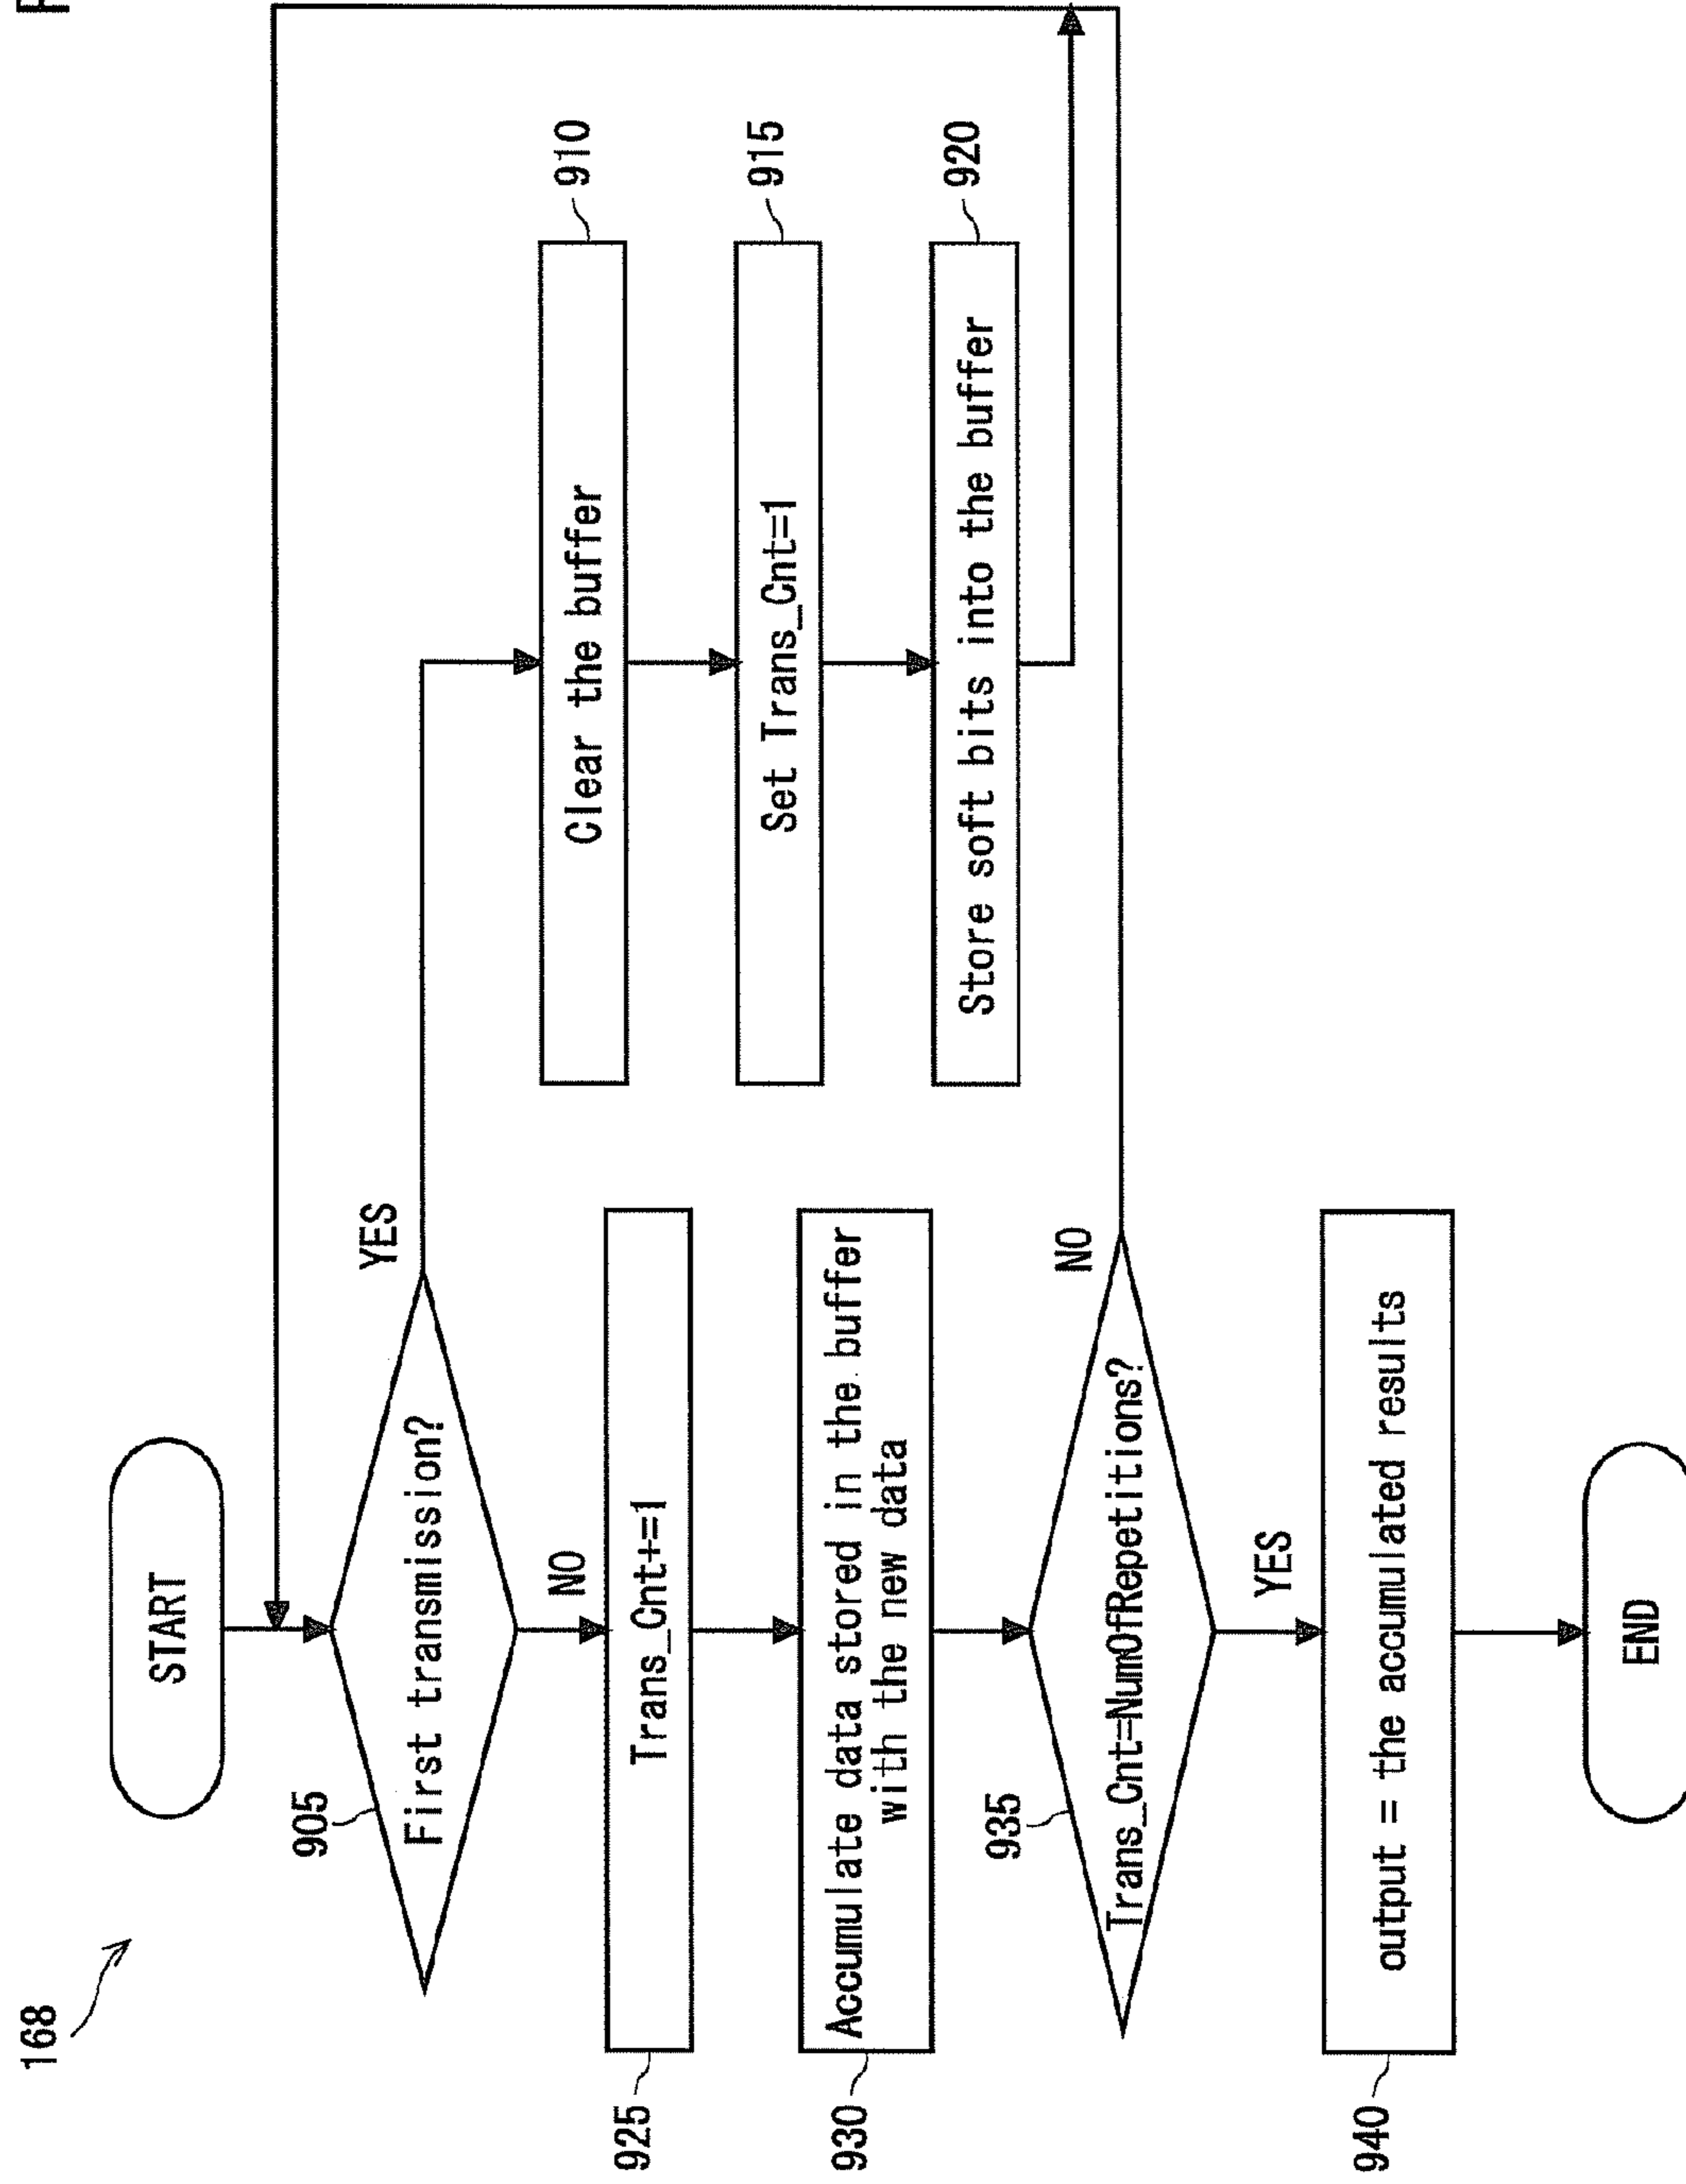 168
START
905
First transmission?
YES
NO
Clear the buffer
910
Set Trans_Cnt=1
915
Store soft bits into the buffer
920
925
Trans_Cnt+=1
930
Accumulate data stored in the buffer
with the new data
935
Trans_Cnt=NumOfRepetitions?
NO
YES
940
output = the accumulated results
END